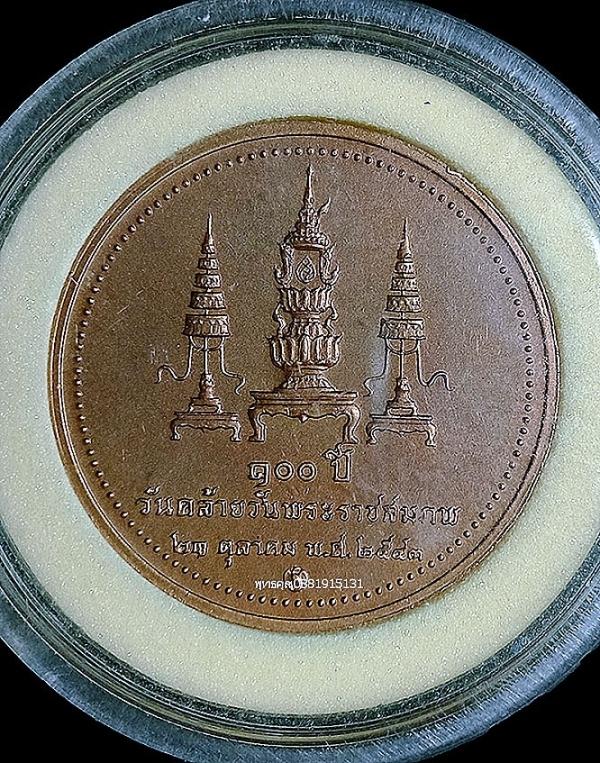 ๑๐๐ ปี
วันคล้ายวันพระราชสมภพ
๒๑ ตุลาคม พ.ศ.๒๕๔๓
พุทธคุณ0881915131